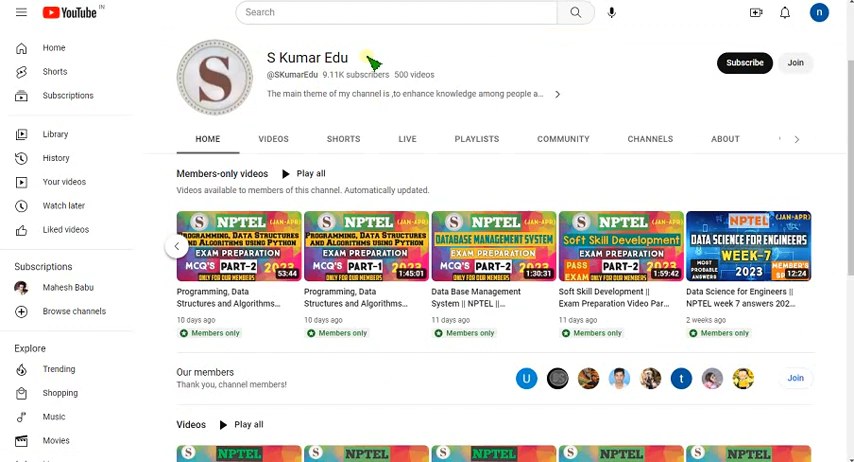 YouTube IN
Search
n
Home
Shorts
Subscriptions
Library
History
Your videos
Watch later
Liked videos
Subscriptions
Mahesh Babu
Browse channels
Explore
Trending
Shopping
Music
Movies
S
S Kumar Edu
@SKumarEdu 9.11K subscribers 500 videos
The main theme of my channel is ,to enhance knowledge among people a...
Subscribe
Join
HOME VIDEOS SHORTS LIVE PLAYLISTS COMMUNITY CHANNELS ABOUT
Members-only videos Play all
Videos available to members of this channel. Automatically updated.
S NPTEL (JAN-APR)
PROGRAMMING, DATA STRUCTURES
AND ALGORITHMS USING PYTHON
EXAM PREPARATION
MCQ'S PART-2 2023
ONLY FOR OUR MEMBERS
53:44
Programming, Data
Structures and Algorithms...
10 days ago
Members only
S NPTEL (JAN-APR)
PROGRAMMING, DATA STRUCTURES
AND ALGORITHMS USING PYTHON
EXAM PREPARATION
MCQ'S PART-1
ONLY FOR OUR MEMBERS
1:45:01
Programming, Data
Structures and Algorithms...
10 days ago
Members only
S NPTEL (JAN-APR)
DATABASE MANAGEMENT SYSTEM
EXAM PREPARATION
MCQ'S PART-2
ONLY FOR OUR MEMBERS
1:30:31
Data Base Management
System || NPTEL ||...
11 days ago
Members only
S NPTEL (JAN-APR)
Soft Skill Development
EXAM PREPARATION
PASS
EXAM PART-2
ONLY FOR OUR MEMBERS
1:59:42
Soft Skill Development ||
Exam Preparation Video Par...
11 days ago
Members only
NPTEL (JAN-APR)
DATA SCIENCE FOR ENGINEERS
WEEK-7
MOST
PROBABLE
ANSWERS
2023
12:24
Data Science for Engineers ||
NPTEL week 7 answers 202...
2 weeks ago
Members only
Our members
Thank you, channel members!
U
t
Join
Videos Play all
NPTEL
NPTEL
NPTEL
NPTEL
NPTEL